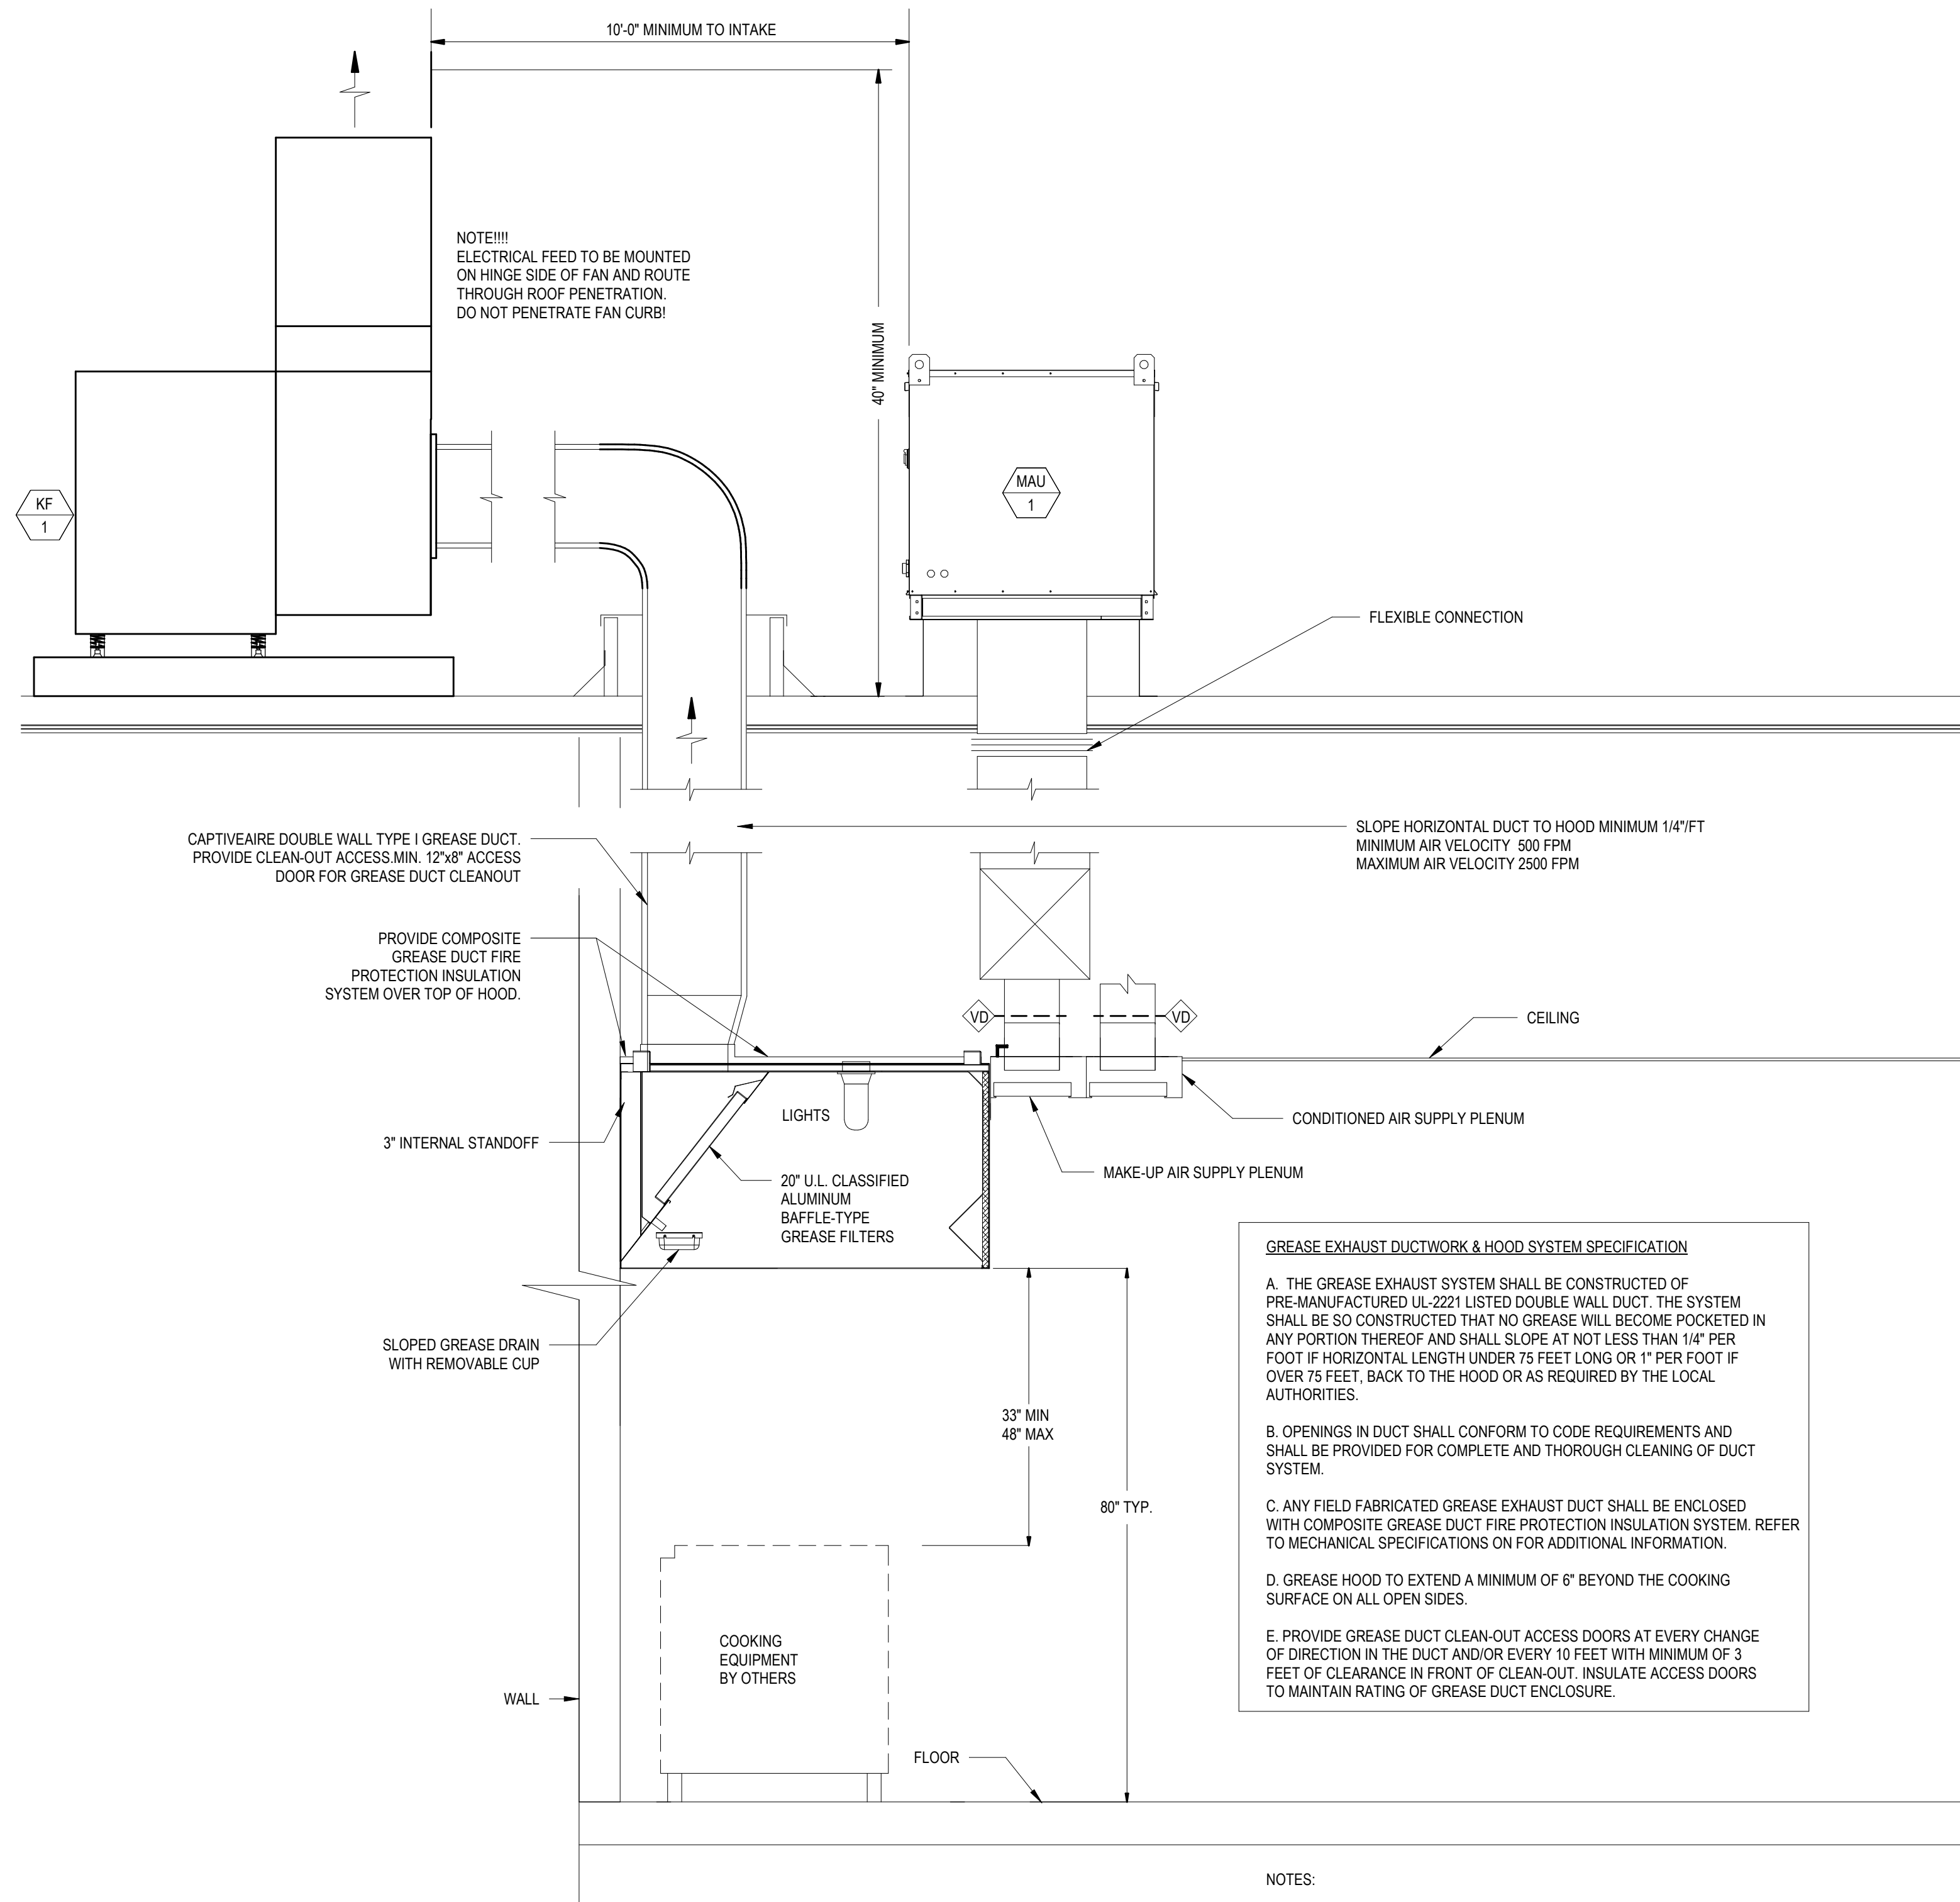 10'-0" MINIMUM TO INTAKE
NOTE!!!!
ELECTRICAL FEED TO BE MOUNTED
ON HINGE SIDE OF FAN AND ROUTE
THROUGH ROOF PENETRATION.
DO NOT PENETRATE FAN CURB!
40" MINIMUM
KF
1
MAU
1
FLEXIBLE CONNECTION
CAPTIVEAIRE DOUBLE WALL TYPE I GREASE DUCT.
PROVIDE CLEAN-OUT ACCESS.MIN. 12"x8" ACCESS
DOOR FOR GREASE DUCT CLEANOUT
SLOPE HORIZONTAL DUCT TO HOOD MINIMUM 1/4"/FT
MINIMUM AIR VELOCITY 500 FPM
MAXIMUM AIR VELOCITY 2500 FPM
PROVIDE COMPOSITE
GREASE DUCT FIRE
PROTECTION INSULATION
SYSTEM OVER TOP OF HOOD.
VD
VD
CEILING
LIGHTS
CONDITIONED AIR SUPPLY PLENUM
3" INTERNAL STANDOFF
MAKE-UP AIR SUPPLY PLENUM
20" U.L. CLASSIFIED
ALUMINUM
BAFFLE-TYPE
GREASE FILTERS
SLOPED GREASE DRAIN
WITH REMOVABLE CUP
33" MIN
48" MAX
80" TYP.
GREASE EXHAUST DUCTWORK & HOOD SYSTEM SPECIFICATION
A. THE GREASE EXHAUST SYSTEM SHALL BE CONSTRUCTED OF
PRE-MANUFACTURED UL-2221 LISTED DOUBLE WALL DUCT. THE SYSTEM
SHALL BE SO CONSTRUCTED THAT NO GREASE WILL BECOME POCKETED IN
ANY PORTION THEREOF AND SHALL SLOPE AT NOT LESS THAN 1/4" PER
FOOT IF HORIZONTAL LENGTH UNDER 75 FEET LONG OR 1" PER FOOT IF
OVER 75 FEET, BACK TO THE HOOD OR AS REQUIRED BY THE LOCAL
AUTHORITIES.
B. OPENINGS IN DUCT SHALL CONFORM TO CODE REQUIREMENTS AND
SHALL BE PROVIDED FOR COMPLETE AND THOROUGH CLEANING OF DUCT
SYSTEM.
C. ANY FIELD FABRICATED GREASE EXHAUST DUCT SHALL BE ENCLOSED
WITH COMPOSITE GREASE DUCT FIRE PROTECTION INSULATION SYSTEM. REFER
TO MECHANICAL SPECIFICATIONS ON FOR ADDITIONAL INFORMATION.
D. GREASE HOOD TO EXTEND A MINIMUM OF 6" BEYOND THE COOKING
SURFACE ON ALL OPEN SIDES.
E. PROVIDE GREASE DUCT CLEAN-OUT ACCESS DOORS AT EVERY CHANGE
OF DIRECTION IN THE DUCT AND/OR EVERY 10 FEET WITH MINIMUM OF 3
FEET OF CLEARANCE IN FRONT OF CLEAN-OUT. INSULATE ACCESS DOORS
TO MAINTAIN RATING OF GREASE DUCT ENCLOSURE.
COOKING
EQUIPMENT
BY OTHERS
WALL
FLOOR
NOTES: